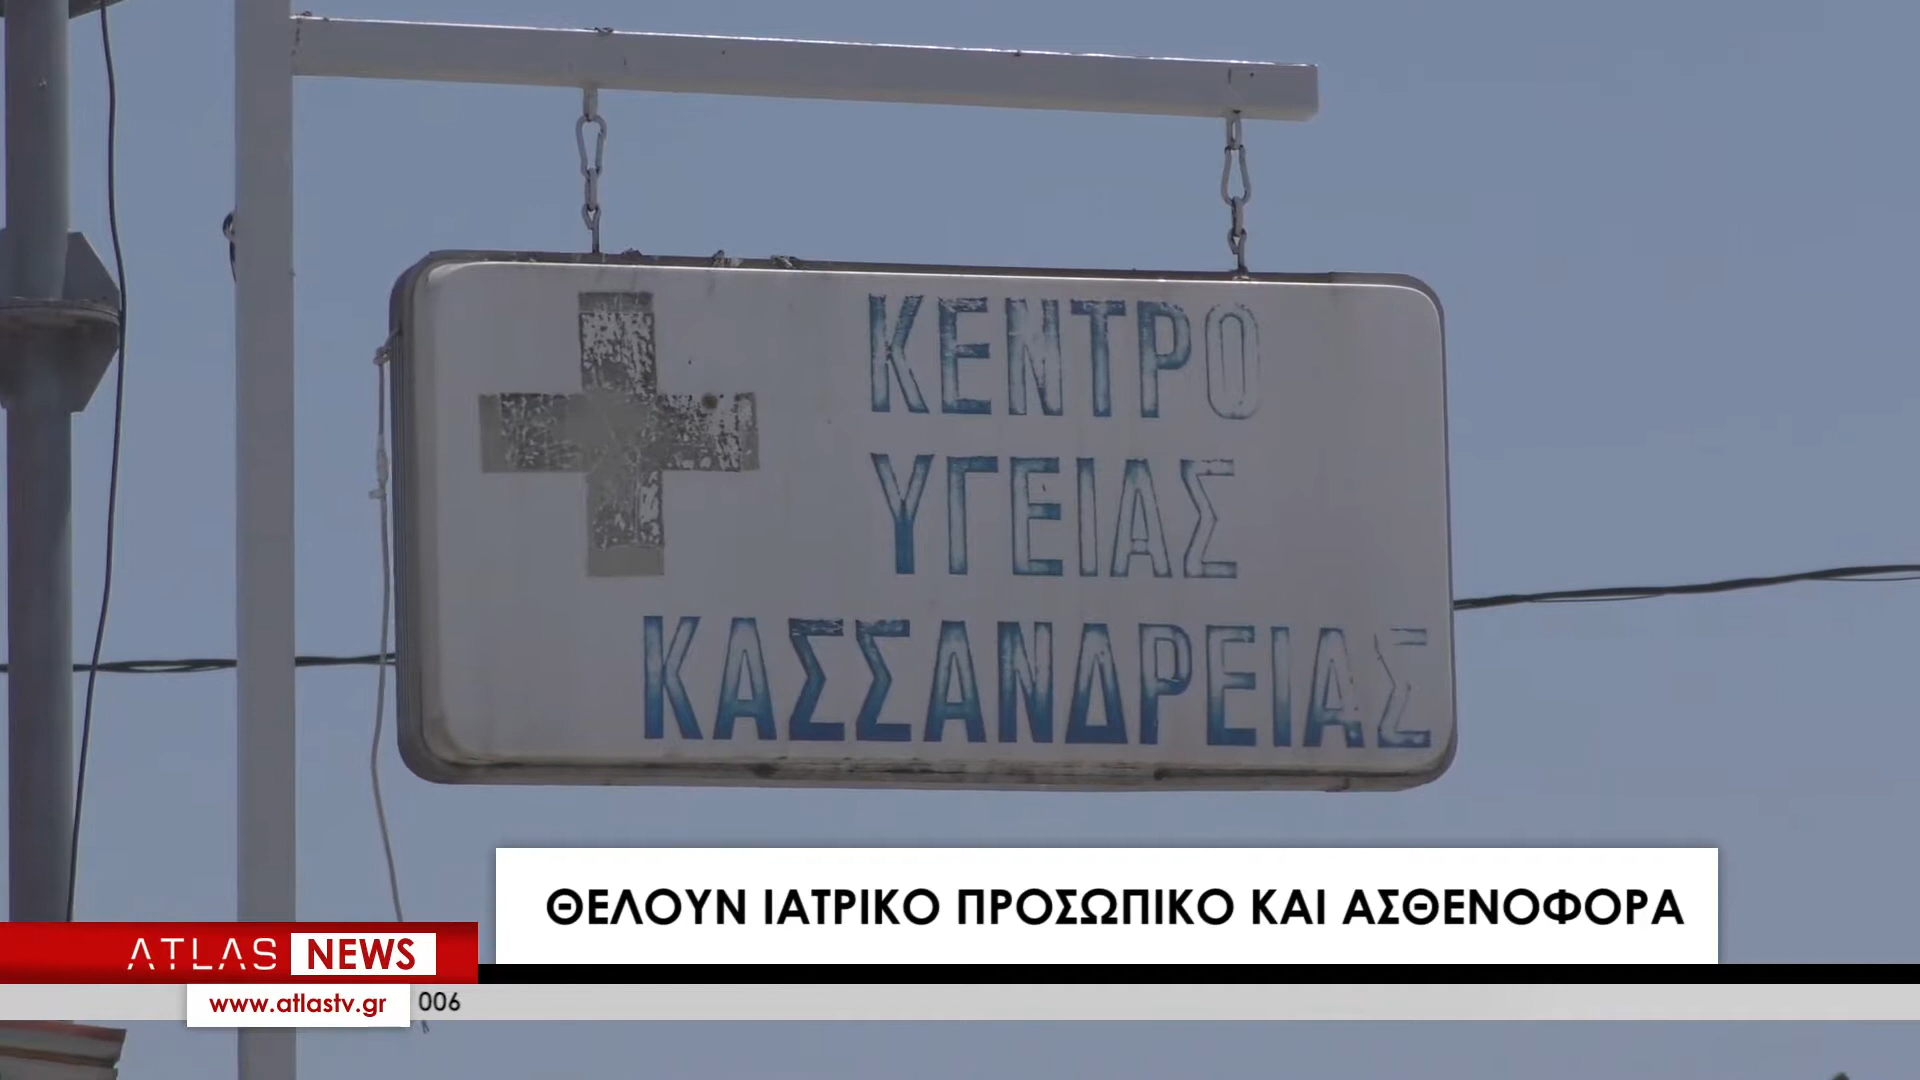 ΚΕΝΤΡΟ
ΥΓΕΙΑΣ
ΚΑΣΣΑΝΔΡΕΙΑΣ
ΘΕΛΟΥΝ ΙΑΤΡΙΚΟ ΠΡΟΣΩΠΙΚΟ ΚΑΙ ΑΣΘΕΝΟΦΟΡΑ
ATLAS NEWS
www.atlastv.gr 006